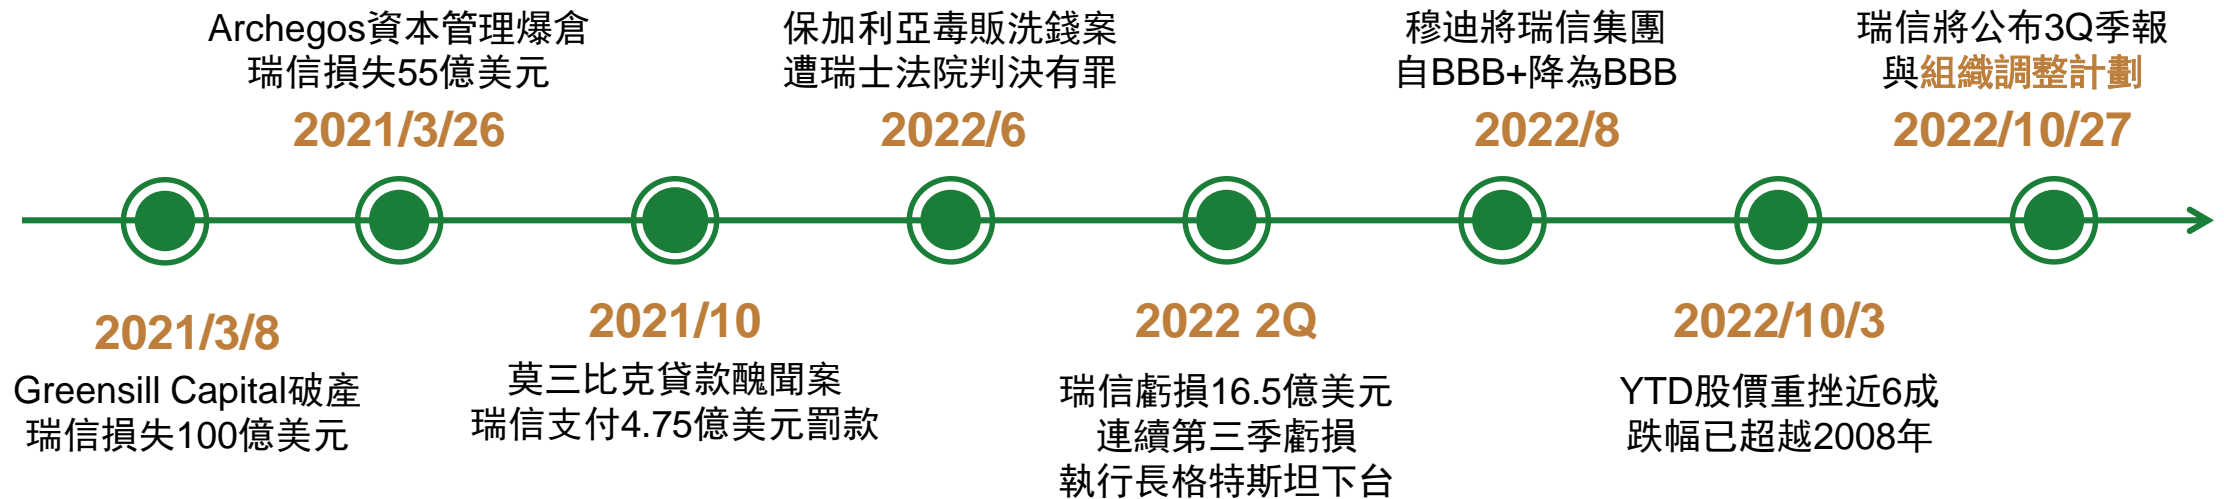 Archegos資本管理爆倉
瑞信損失55億美元
2021/3/26
保加利亞毒販洗錢案
遭瑞士法院判決有罪
2022/6
穆迪將瑞信集團
自BBB+降為BBB
2022/8
瑞信將公布3Q季報
與組織調整計劃
2022/10/27
2021/3/8
Greensill Capital破產
瑞信損失100億美元
2021/10
莫三比克貸款醜聞案
瑞信支付4.75億美元罰款
2022 2Q
瑞信虧損16.5億美元
連續第三季虧損
執行長格特斯坦下台
2022/10/3
YTD股價重挫近6成
跌幅已超越2008年